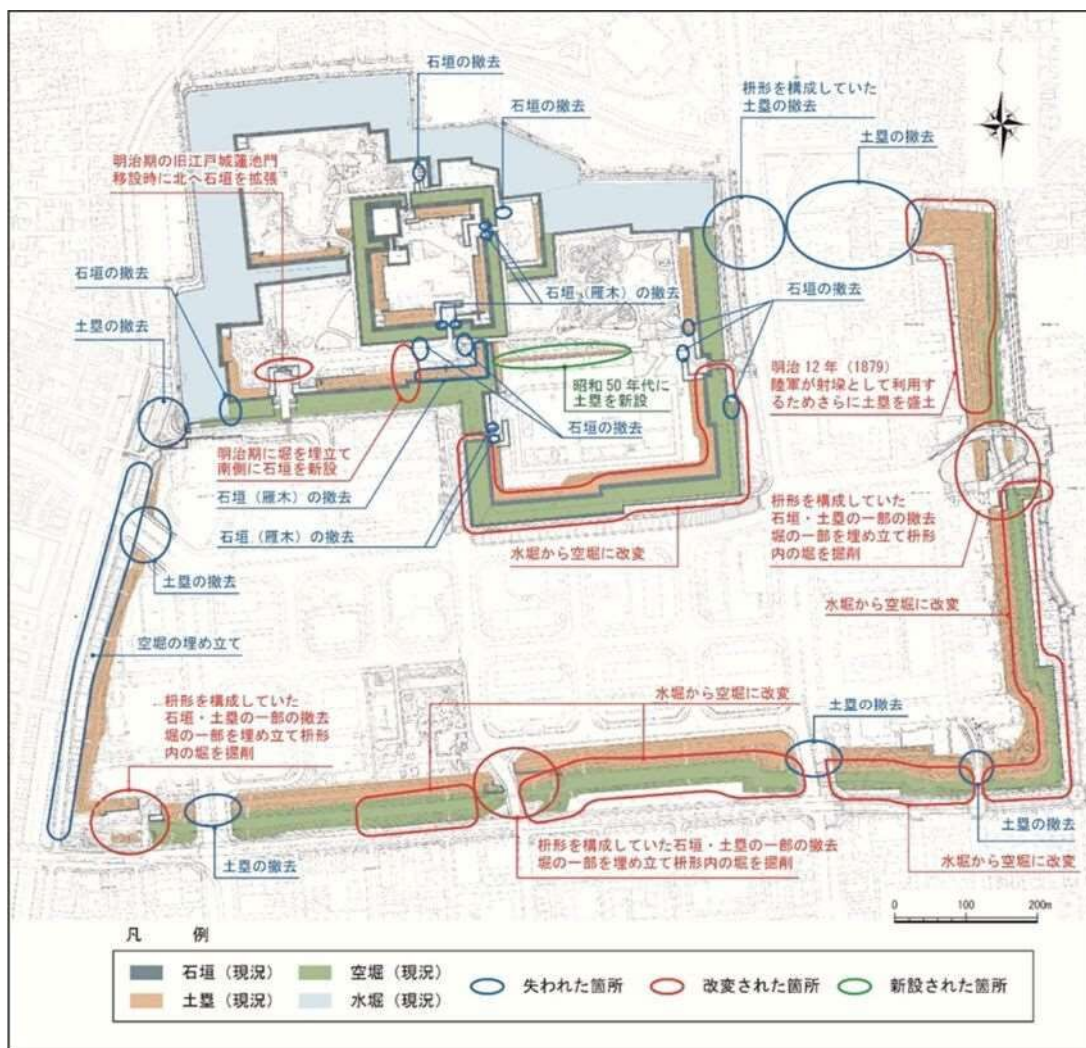 石垣の撤去
石垣の撤去
枡形を構成していた
土塁の撤去
土塁の撤去
明治期の旧江戸城蓮池門
移設時に北へ石垣を拡張
石垣の撤去
石垣（雁木）の撤去
石垣の撤去
土塁の撤去
昭和50年代に
土塁を新設
明治12年（1879）
陸軍が射垜として利用す
るためさらに土塁を盛土
石垣の撤去
明治期に堀を埋立て
南側に石垣を新設
石垣（雁木）の撤去
石垣（雁木）の撤去
水堀から空堀に改変
枡形を構成していた
石垣・土塁の一部の撤去
堀の一部を埋め立て枡形
内の堀を掘削
土塁の撤去
水堀から空堀に改変
空堀の埋め立て
枡形を構成していた
石垣・土塁の一部の撤去
堀の一部を埋め立て枡形
内の堀を掘削
水堀から空堀に改変
土塁の撤去
土塁の撤去
枡形を構成していた石垣・土塁の一部の撤去
堀の一部を埋め立て枡形内の堀を掘削
土塁の撤去
水堀から空堀に改変
0 100 200m
凡 例
石垣（現況） 空堀（現況） 失われた箇所 改変された箇所 新設された箇所
土塁（現況） 水堀（現況）